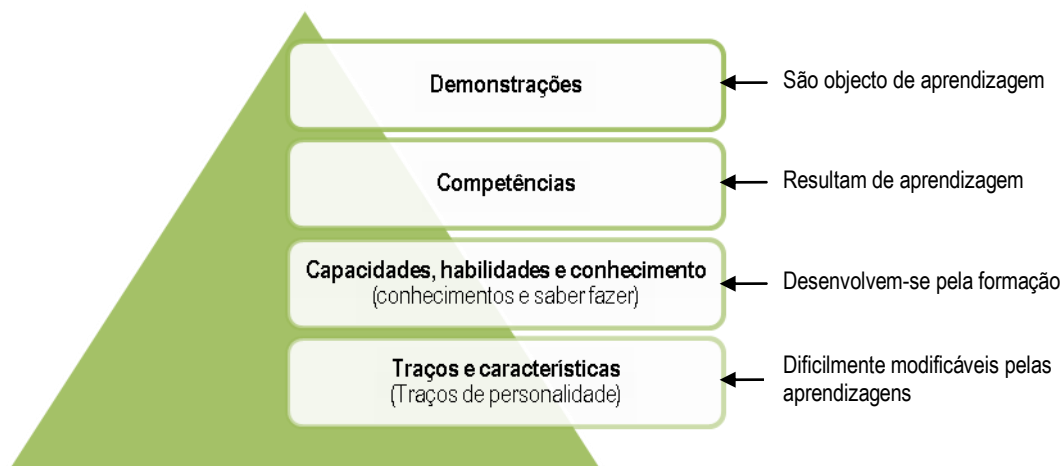 Demonstrações
São objecto de aprendizagem
Competências
Resultam de aprendizagem
Capacidades, habilidades e conhecimento
(conhecimentos e saber fazer)
Desenvolvem-se pela formação
Traços e características
(Traços de personalidade)
Dificilmente modificáveis pelas
aprendizagens